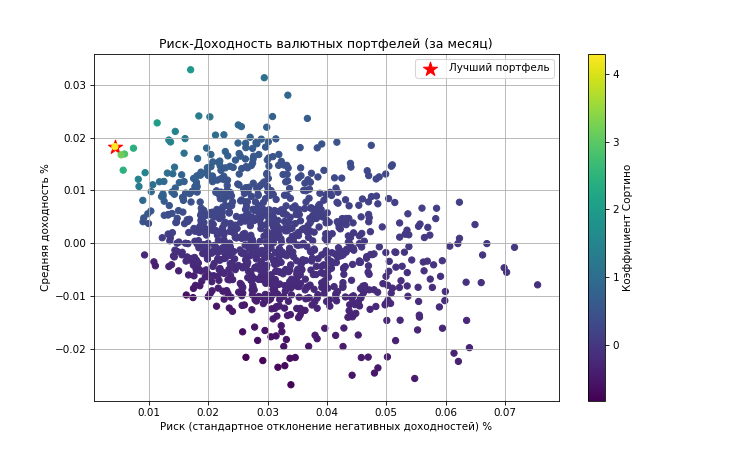 Риск-Доходность валютных портфелей (за месяц)
Лучший портфель
Средняя доходность %
0.03
0.02
0.01
0.00
−0.01
−0.02
0.01 0.02 0.03 0.04 0.05 0.06 0.07
Риск (стандартное отклонение негативных доходностей) %
4
3
2
1
0
Коэффициент Сортино